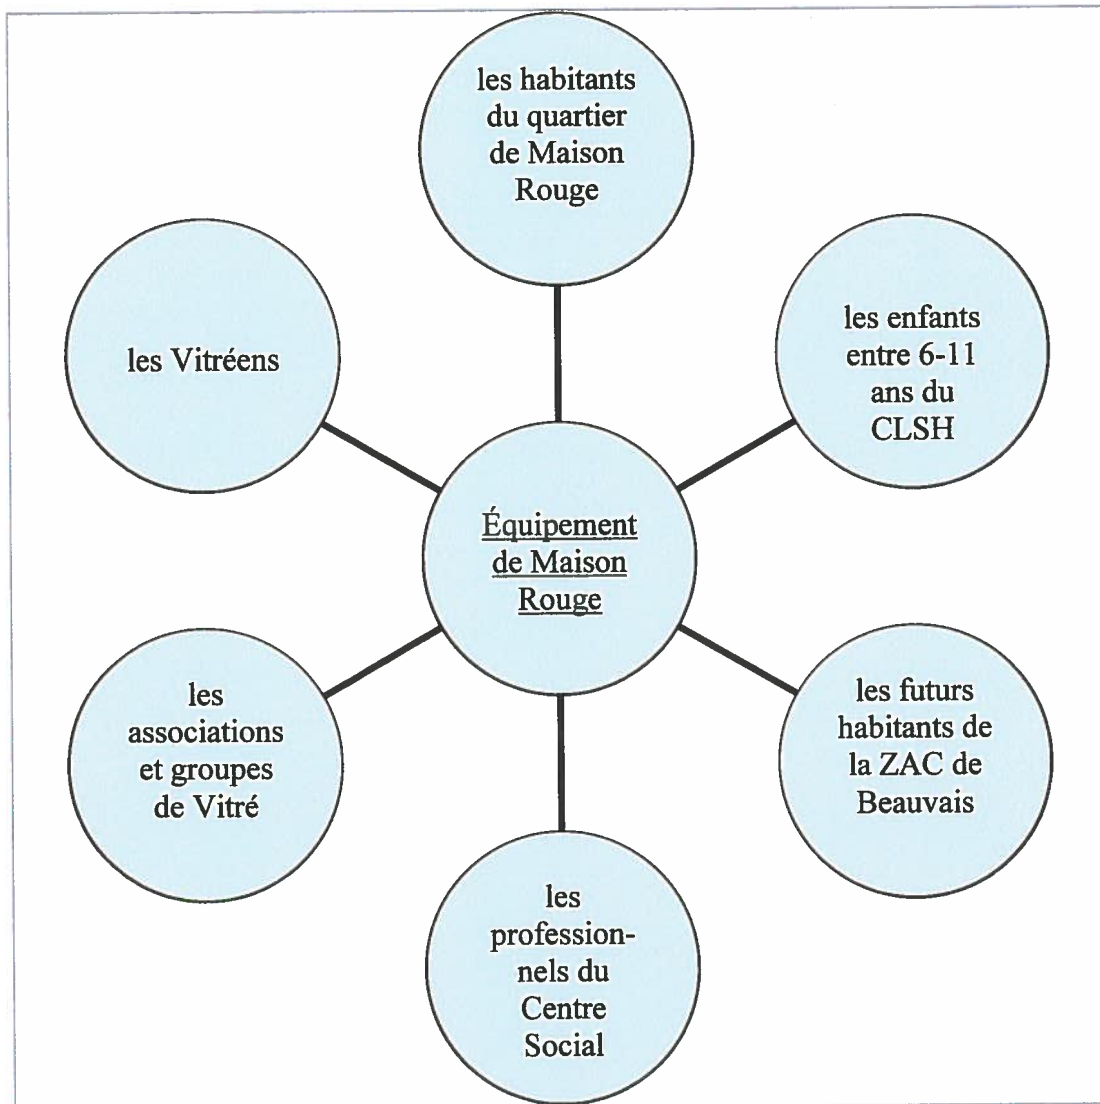 les habitants
du quartier
de Maison
Rouge
les enfants
entre 6-11
ans du
CLSH
les Vitréens
Équipement
de Maison
Rouge
les futurs
habitants de
la ZAC de
Beauvais
les
associations
et groupes
de Vitré
les
profession-
nels du
Centre
Social